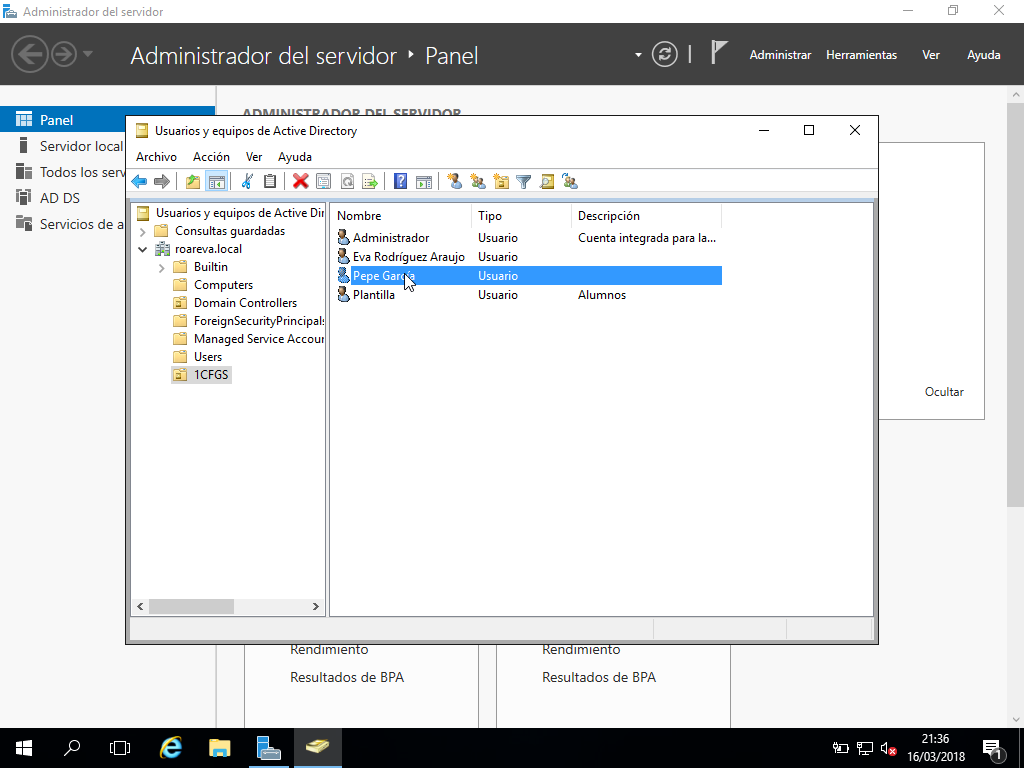 Administrador del servidor
Administrador del servidor ‣ Panel
Administrar Herramientas Ver Ayuda
ADMINISTRADOR DEL SERVIDOR
Panel
Servidor local
Todos los serv
AD DS
Servicios de a
Usuarios y equipos de Active Directory
Archivo Acción Ver Ayuda
Usuarios y equipos de Active Dir
Consultas guardadas
roareva.local
Builtin
Computers
Domain Controllers
ForeignSecurityPrincipals
Managed Service Accour
Users
1CFGS
Nombre Tipo Descripción
Administrador Usuario Cuenta integrada para la...
Eva Rodríguez Araujo Usuario
Pepe García Usuario
Plantilla Usuario Alumnos
Ocultar
Rendimiento
Resultados de BPA
Rendimiento
Resultados de BPA
21:36
16/03/2018
1